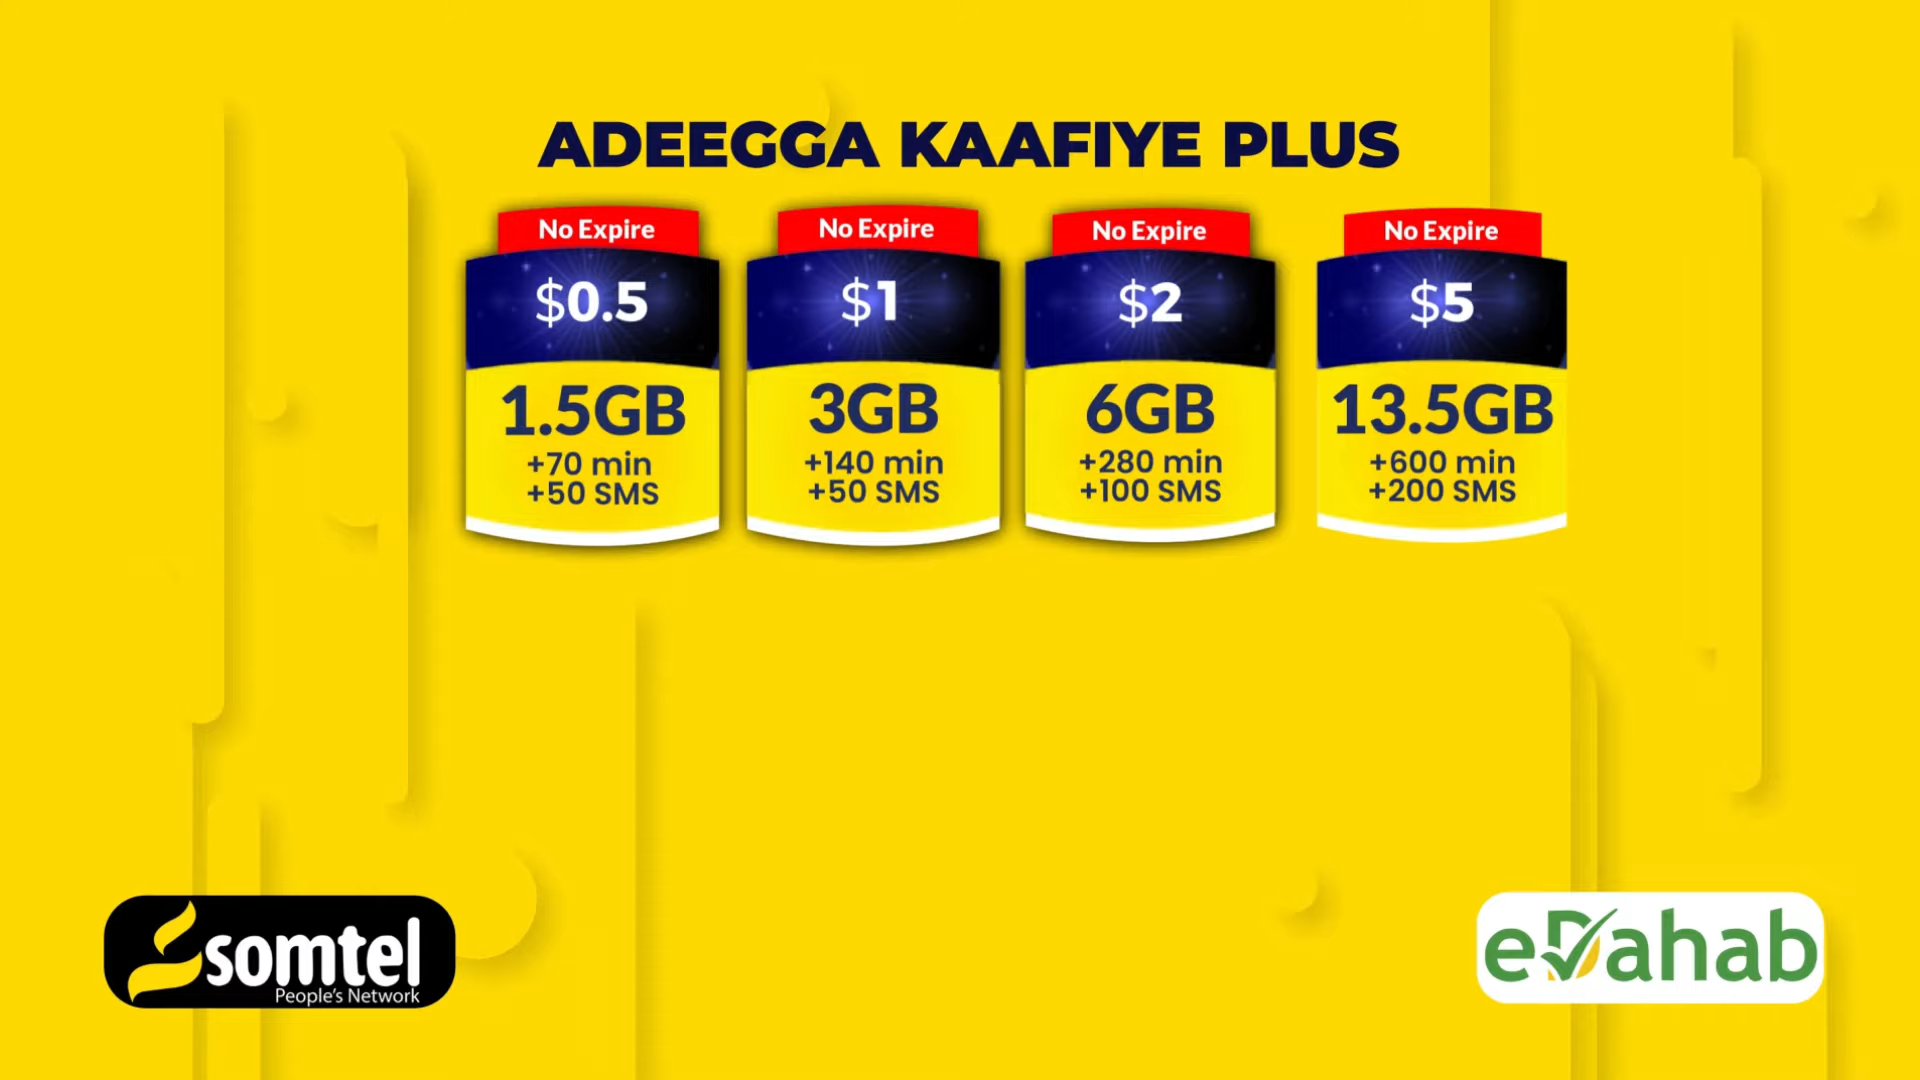 ADEEGGA KAAFIYE PLUS
No Expire
$0.5
1.5GB
+70 min
+50 SMS
No Expire
$1
3GB
+140 min
+50 SMS
No Expire
$2
6GB
+280 min
+100 SMS
No Expire
$5
13.5GB
+600 min
+200 SMS
somtel
People's Network
eDahab